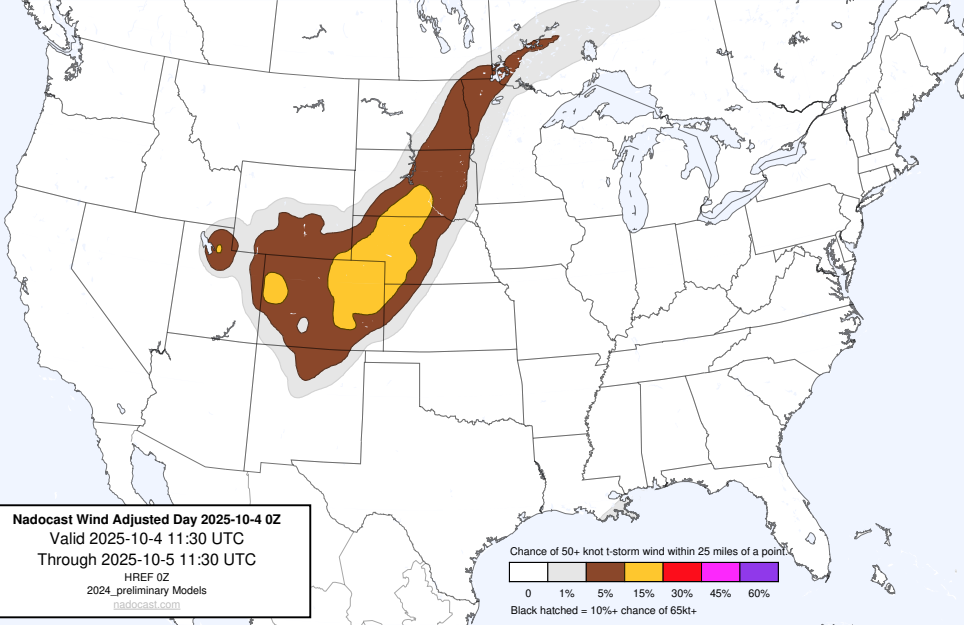 Nadocast Wind Adjusted Day 2025-10-4 0Z
Valid 2025-10-4 11:30 UTC
Through 2025-10-5 11:30 UTC
HREF 0Z
2024_preliminary Models
nadocast.com
Chance of 50+ knot t-storm wind within 25 miles of a point.
0 1% 5% 15% 30% 45% 60%
Black hatched = 10%+ chance of 65kt+